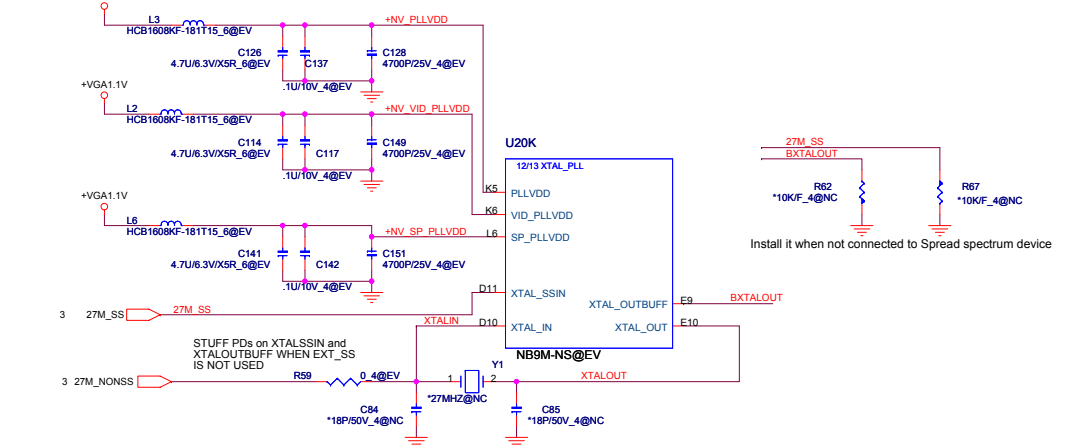 L3
HCB1608KF-181T15_6@EV
+NV_PLLVDD
C126
4.7U/6.3V/X5R_6@EV
C137
.1U/10V_4@EV
C128
4700P/25V_4@EV
+VGA1.1V
L2
HCB1608KF-181T15_6@EV
+NV_VID_PLLVDD
C114
4.7U/6.3V/X5R_6@EV
C117
.1U/10V_4@EV
C149
4700P/25V_4@EV
+VGA1.1V
L6
HCB1608KF-181T15_6@EV
+NV_SP_PLLVDD
C141
4.7U/6.3V/X5R_6@EV
C142
.1U/10V_4@EV
C151
4700P/25V_4@EV
U20K
12/13 XTAL_PLL
K5
PLLVDD
K6
VID_PLLVDD
L6
SP_PLLVDD
D11
XTAL_SSIN
D10
XTAL_IN
XTAL_OUTBUFF
E9
BXTALOUT
XTAL_OUT
E10
NB9M-NS@EV
3 27M_SS
27M_SS
XTALIN
STUFF PDs on XTALSSIN and
XTALOUTBUFF WHEN EXT_SS
IS NOT USED
3 27M_NONSS
R59
0_4@EV
Y1
1
2
*27MHZ@NC
XTALOUT
C84
*18P/50V_4@NC
C85
*18P/50V_4@NC
27M_SS
BXTALOUT
R62
*10K/F_4@NC
R67
*10K/F_4@NC
Install it when not connected to Spread spectrum device